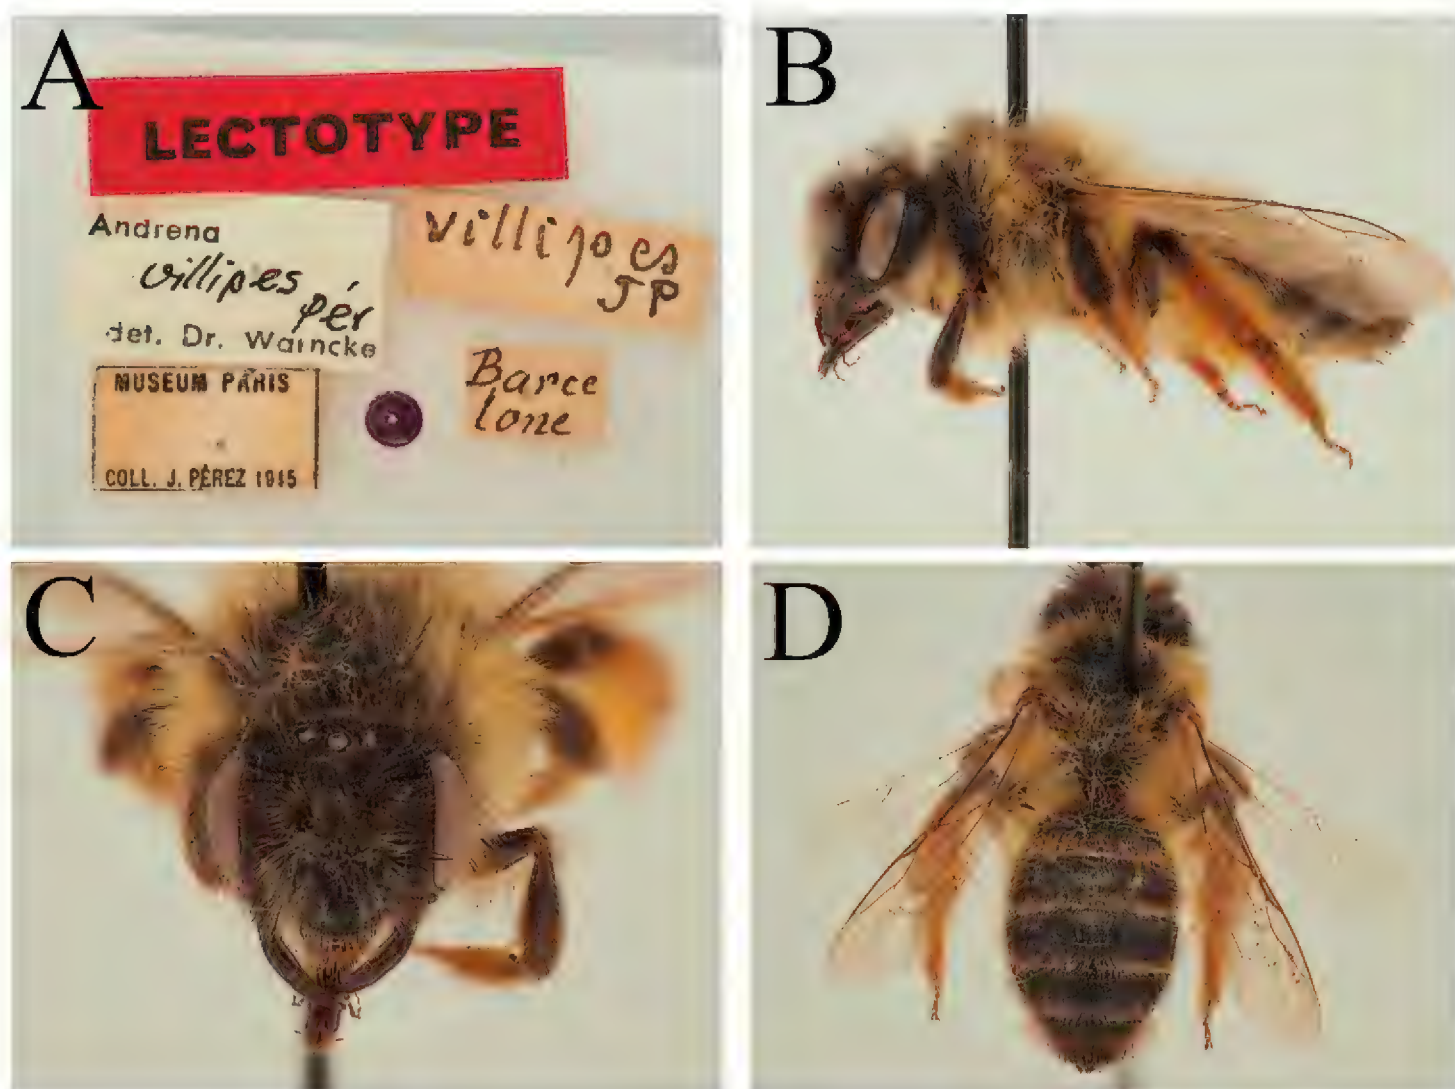 A
LECTOTYPE
Andrena
villipes
pér
det. Dr. Warncke
villipes
JP
MUSEUM PARIS
COLL. J. PÉREZ 1915
Barce
lone
B
C
D